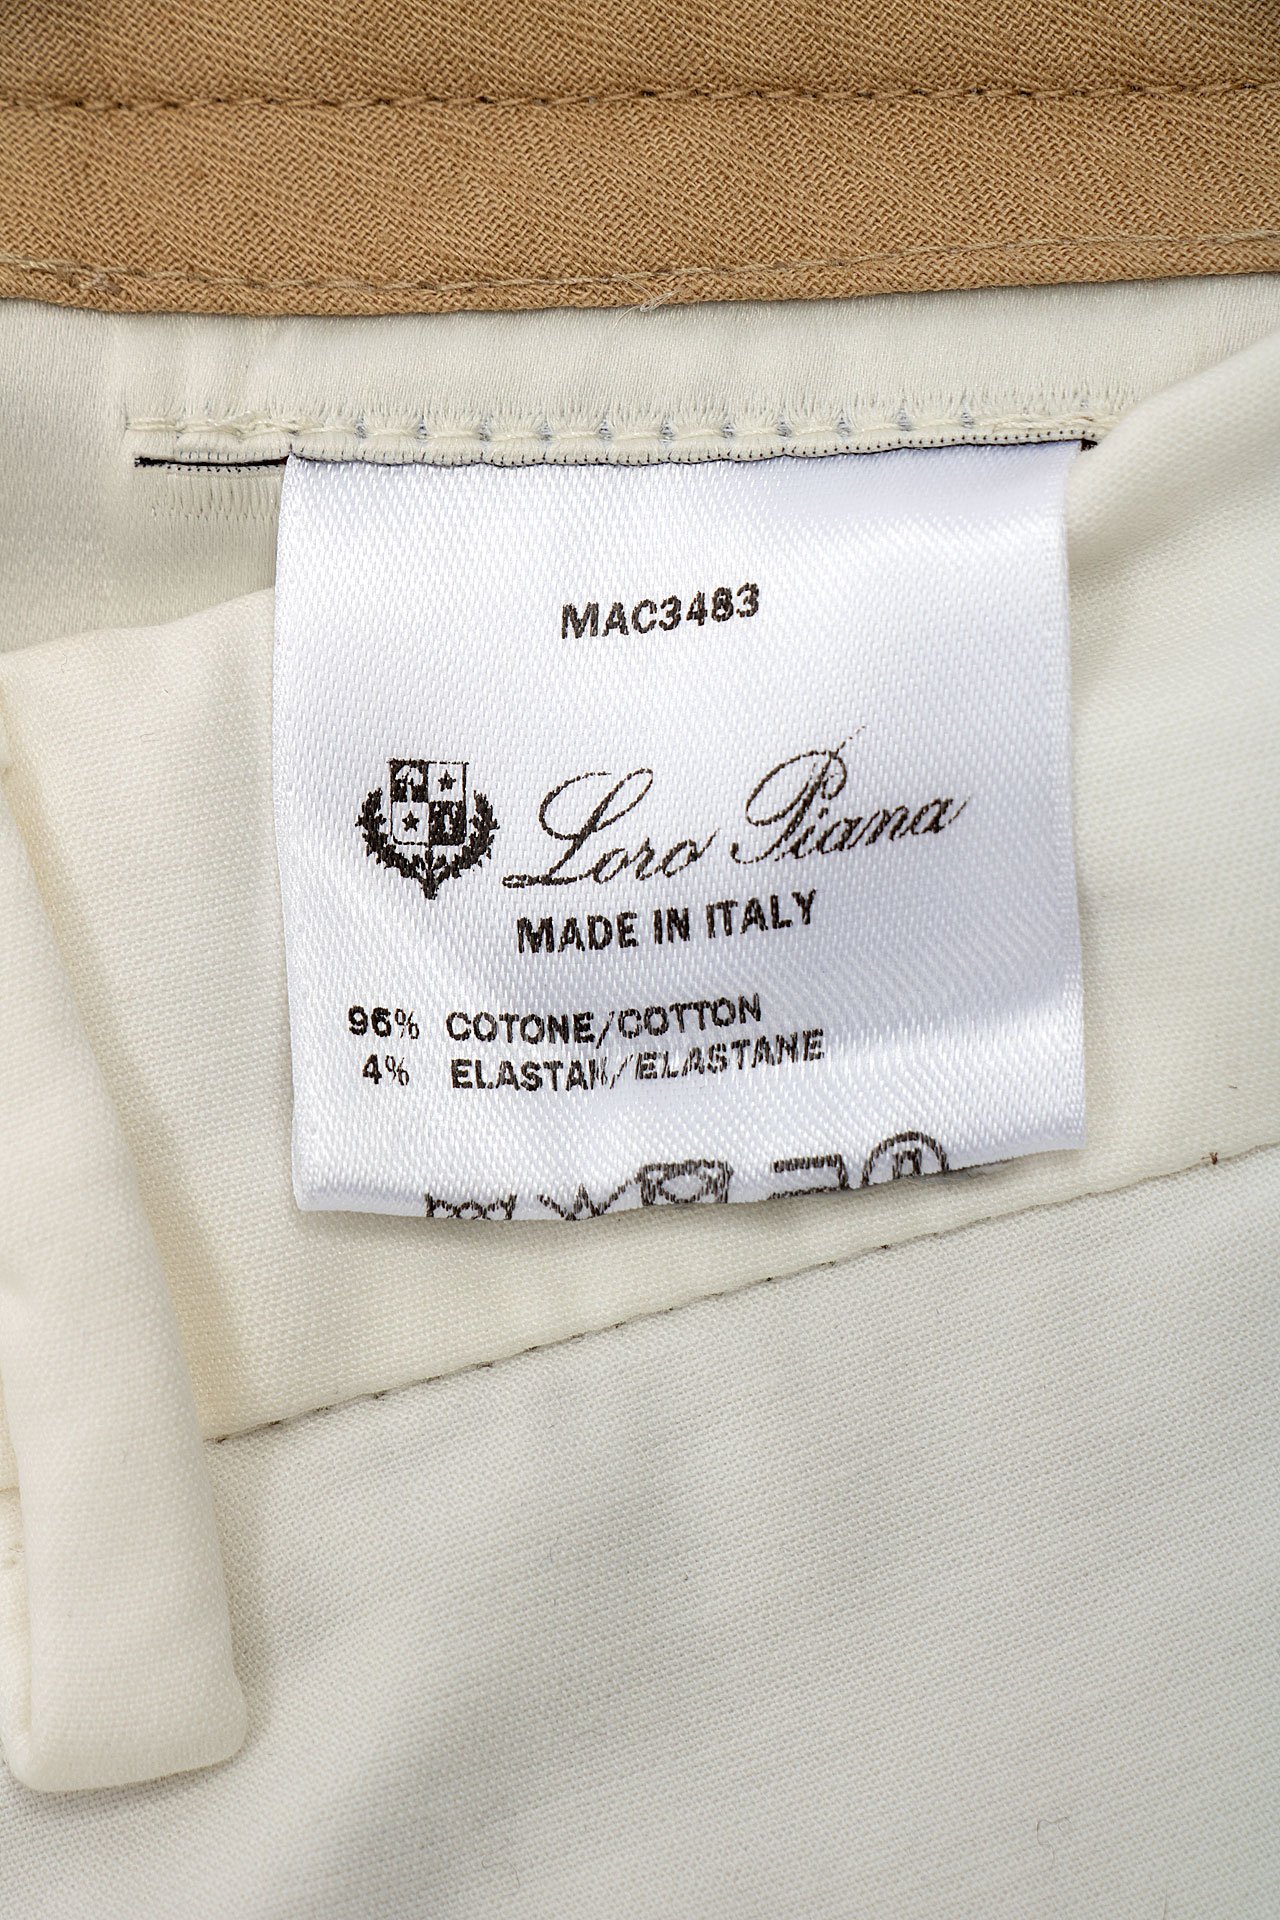 MAC3483
Loro Piana
MADE IN ITALY
96% COTONE/COTTON
4% ELASTAN/ELASTANE